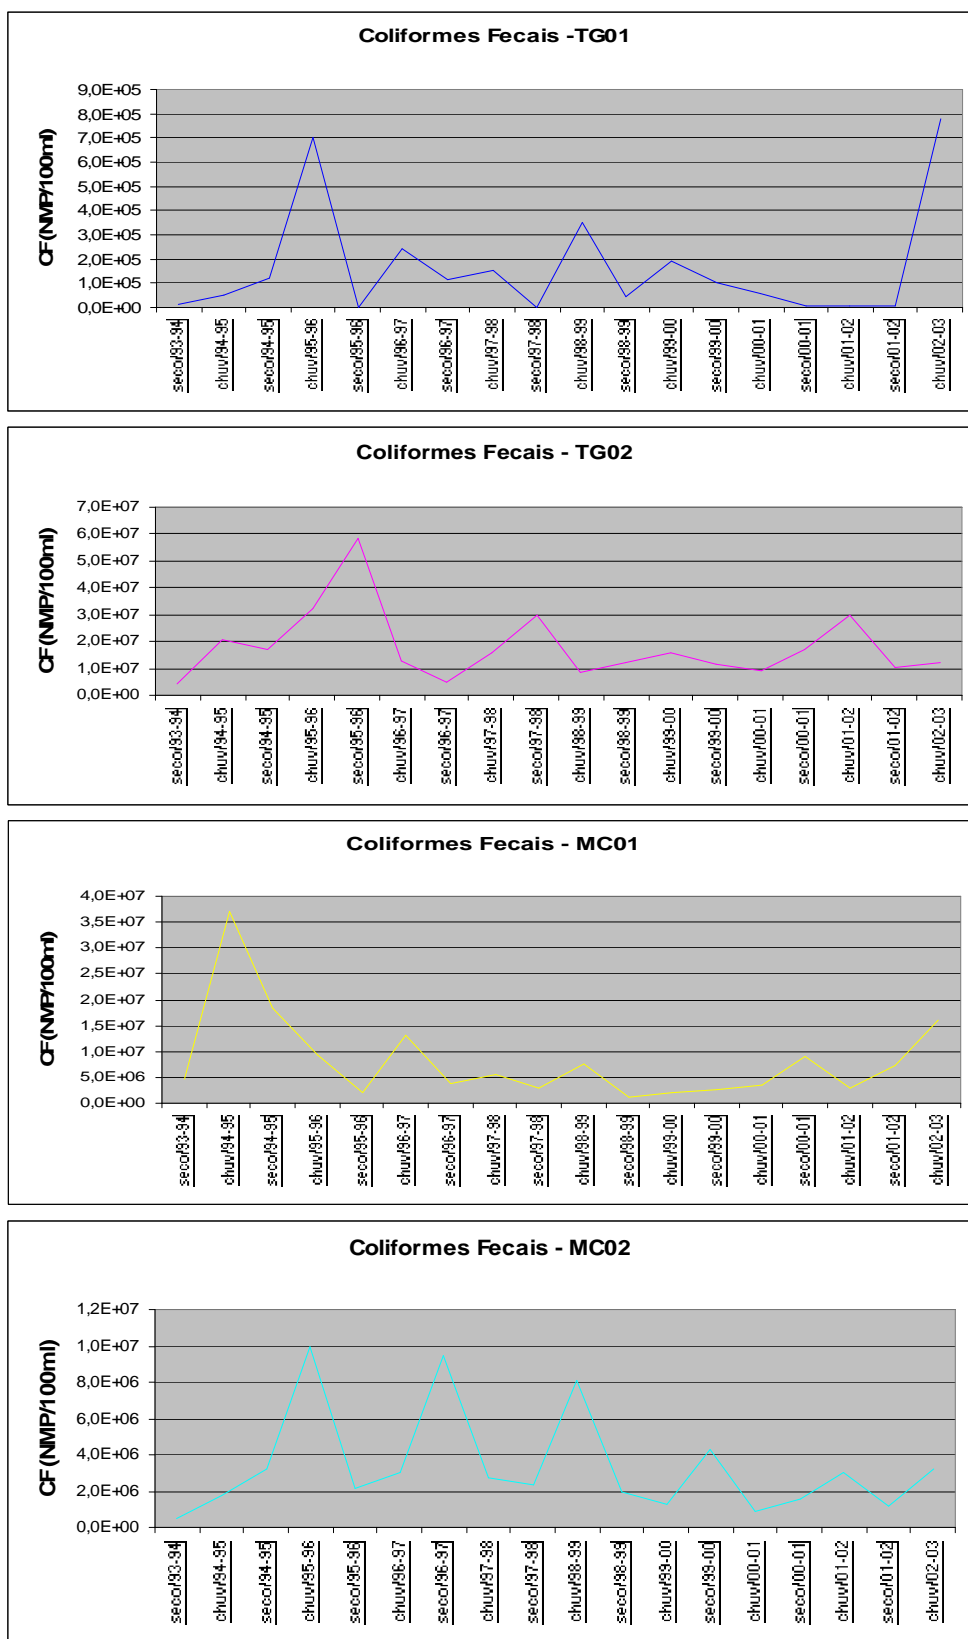 Coliformes Fecais -TG01
CF(NMP/100ml)
9,0E+05
8,0E+05
7,0E+05
6,0E+05
5,0E+05
4,0E+05
3,0E+05
2,0E+05
1,0E+05
0,0E+00
seco/93-94
chuv/94-95
seco/94-95
chuv/95-96
seco/95-96
chuv/96-97
seco/96-97
chuv/97-98
seco/97-98
chuv/98-99
seco/98-99
chuv/99-00
seco/99-00
chuv/00-01
seco/00-01
chuv/01-02
seco/01-02
chuv/02-03
Coliformes Fecais - TG02
CF(NMP/100ml)
7,0E+07
6,0E+07
5,0E+07
4,0E+07
3,0E+07
2,0E+07
1,0E+07
0,0E+00
seco/93-94
chuv/94-95
seco/94-95
chuv/95-96
seco/95-96
chuv/96-97
seco/96-97
chuv/97-98
seco/97-98
chuv/98-99
seco/98-99
chuv/99-00
seco/99-00
chuv/00-01
seco/00-01
chuv/01-02
seco/01-02
chuv/02-03
Coliformes Fecais - MC01
CF(NMP/100ml)
4,0E+07
3,5E+07
3,0E+07
2,5E+07
2,0E+07
1,5E+07
1,0E+07
5,0E+06
0,0E+00
seco/93-94
chuv/94-95
seco/94-95
chuv/95-96
seco/95-96
chuv/96-97
seco/96-97
chuv/97-98
seco/97-98
chuv/98-99
seco/98-99
chuv/99-00
seco/99-00
chuv/00-01
seco/00-01
chuv/01-02
seco/01-02
chuv/02-03
Coliformes Fecais - MC02
CF(NMP/100ml)
1,2E+07
1,0E+07
8,0E+06
6,0E+06
4,0E+06
2,0E+06
0,0E+00
seco/93-94
chuv/94-95
seco/94-95
chuv/95-96
seco/95-96
chuv/96-97
seco/96-97
chuv/97-98
seco/97-98
chuv/98-99
seco/98-99
chuv/99-00
seco/99-00
chuv/00-01
seco/00-01
chuv/01-02
seco/01-02
chuv/02-03